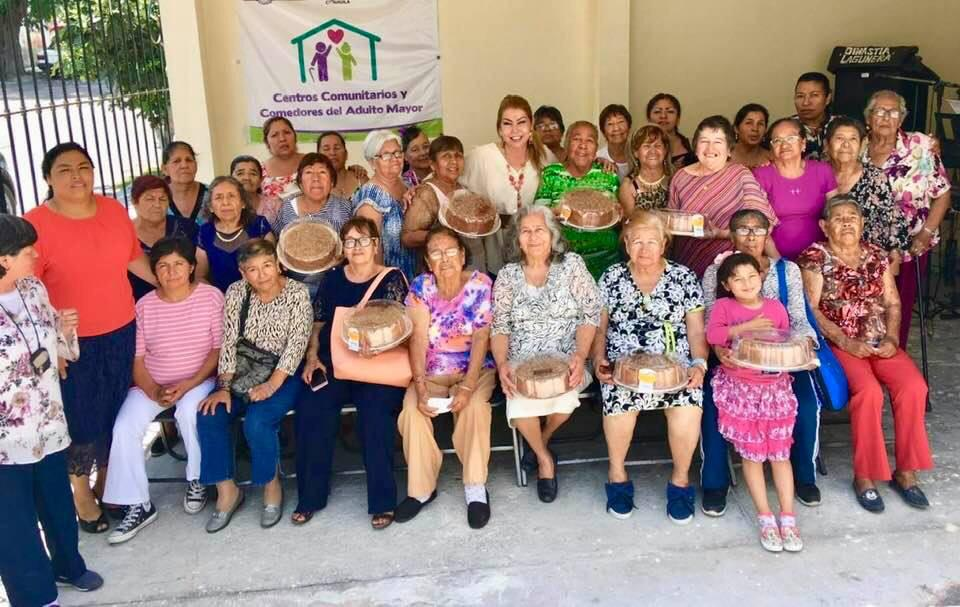 Centros Comunitarios y
Comedores del Adulto Mayor
DINASTIA
LAGUNERA